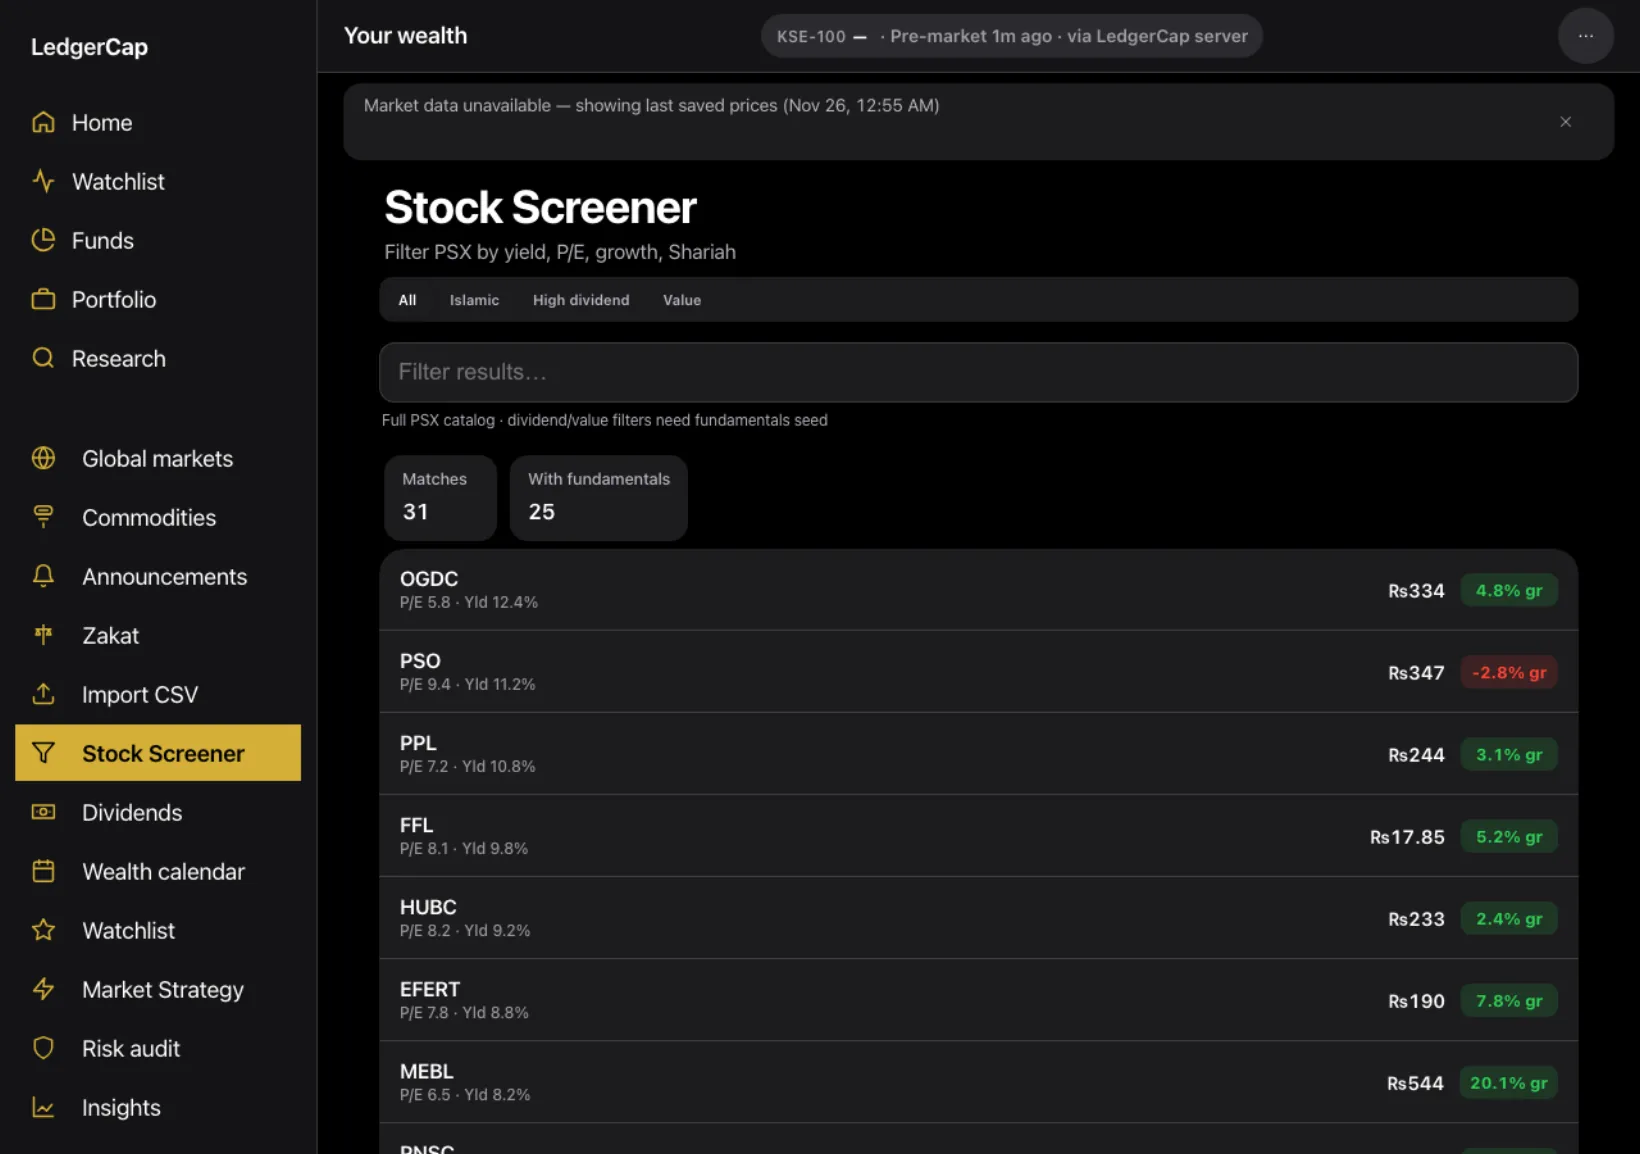 LedgerCap
Home
Watchlist
Funds
Portfolio
Research
Global markets
Commodities
Announcements
Zakat
Import CSV
Stock Screener
Dividends
Wealth calendar
Watchlist
Market Strategy
Risk audit
Insights
Your wealth
KSE-100 — · Pre-market 1m ago · via LedgerCap server
...
Market data unavailable — showing last saved prices (Nov 26, 12:55 AM)
Stock Screener
Filter PSX by yield, P/E, growth, Shariah
All Islamic High dividend Value
Filter results…
Full PSX catalog · dividend/value filters need fundamentals seed
Matches
31
With fundamentals
25
OGDC
P/E 5.8 · Yld 12.4%
Rs334 4.8% gr
PSO
P/E 9.4 · Yld 11.2%
Rs347 -2.8% gr
PPL
P/E 7.2 · Yld 10.8%
Rs244 3.1% gr
FFL
P/E 8.1 · Yld 9.8%
Rs17.85 5.2% gr
HUBC
P/E 8.2 · Yld 9.2%
Rs233 2.4% gr
EFERT
P/E 7.8 · Yld 8.8%
Rs190 7.8% gr
MEBL
P/E 6.5 · Yld 8.2%
Rs544 20.1% gr